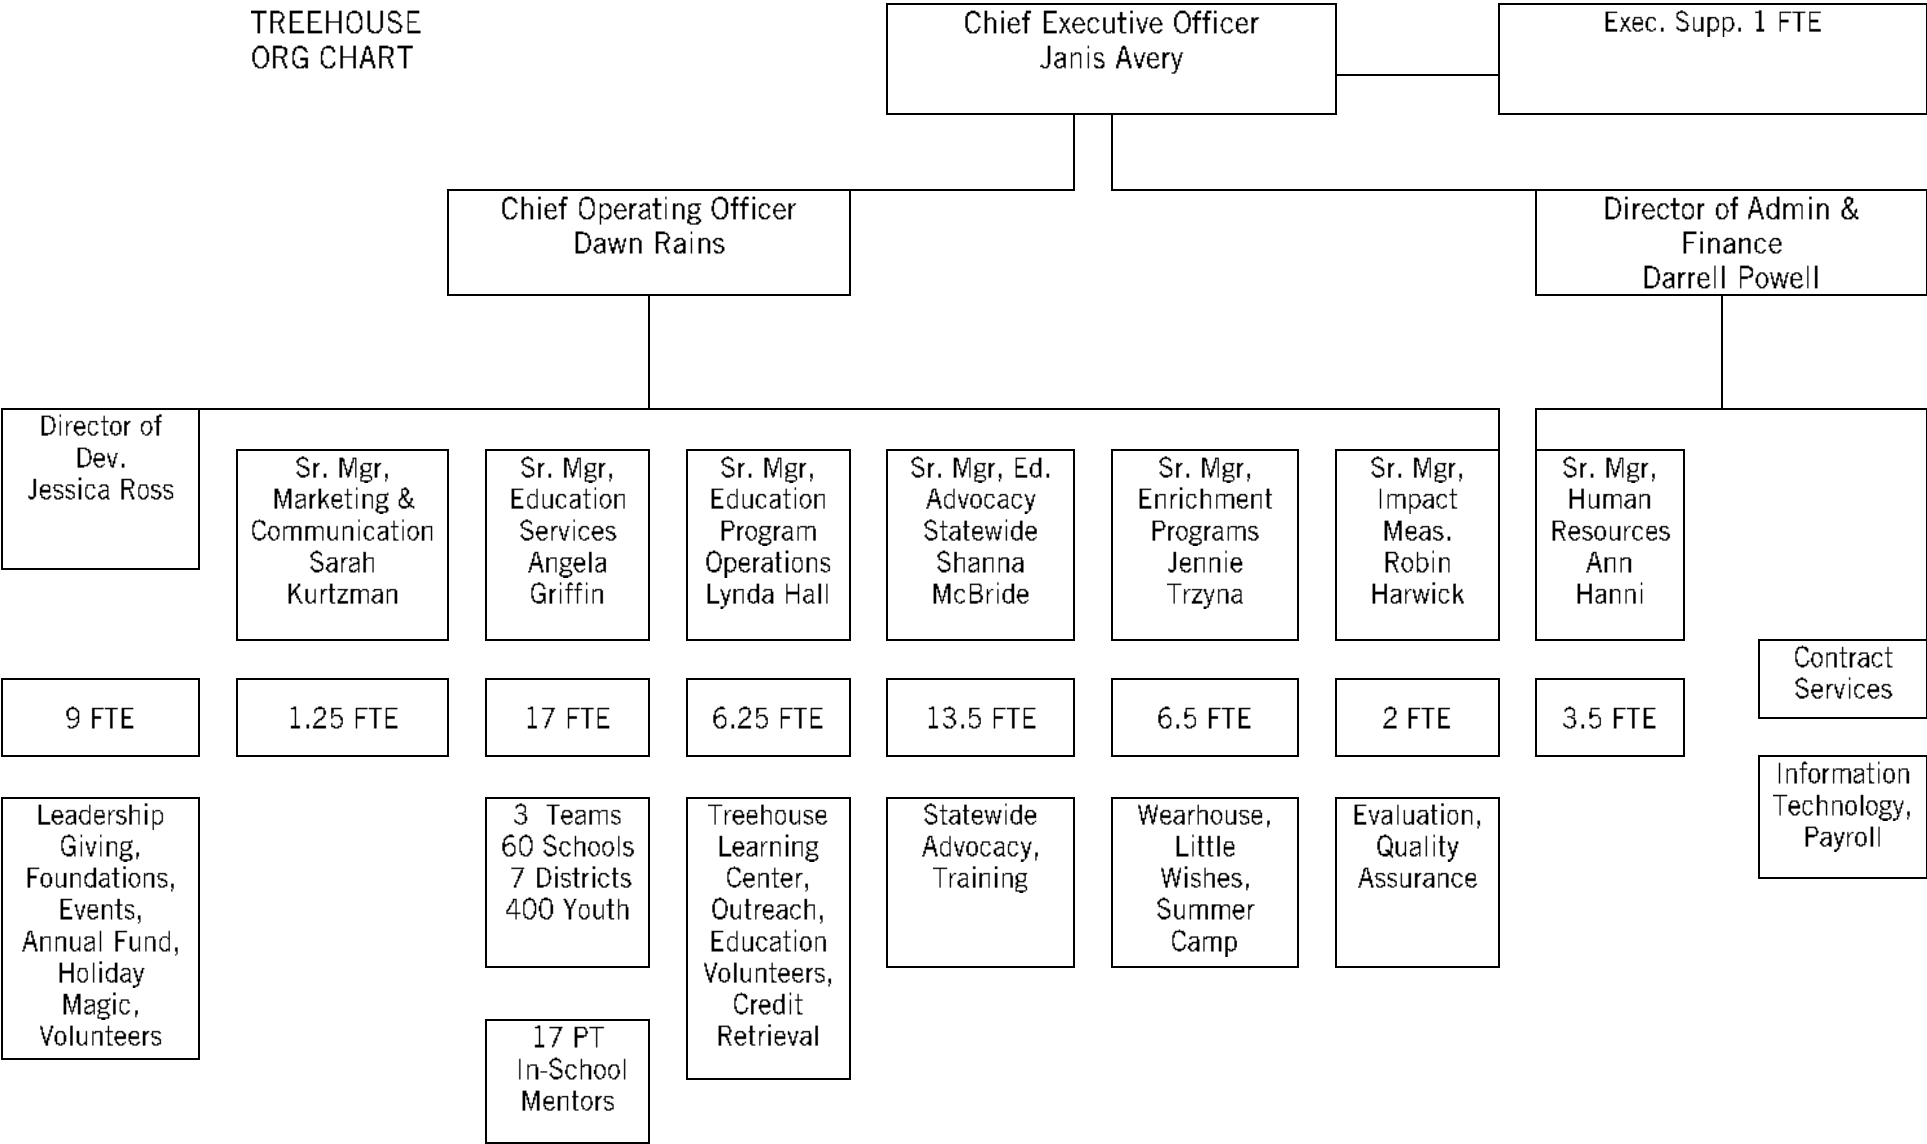 TREEHOUSE
ORG CHART
Chief Executive Officer
Janis Avery
Exec. Supp. 1 FTE
Chief Operating Officer
Dawn Rains
Director of Admin &
Finance
Darrell Powell
Director of
Dev.
Jessica Ross
Sr. Mgr,
Marketing &
Communication
Sarah
Kurtzman
Sr. Mgr,
Education
Services
Angela
Griffin
Sr. Mgr,
Education
Program
Operations
Lynda Hall
Sr. Mgr, Ed.
Advocacy
Statewide
Shanna
McBride
Sr. Mgr,
Enrichment
Programs
Jennie
Trzyna
Sr. Mgr,
Impact
Meas.
Robin
Harwick
Sr. Mgr,
Human
Resources
Ann
Hanni
Contract
Services
9 FTE
1.25 FTE
17 FTE
6.25 FTE
13.5 FTE
6.5 FTE
2 FTE
3.5 FTE
Information
Technology,
Payroll
Leadership
Giving,
Foundations,
Events,
Annual Fund,
Holiday
Magic,
Volunteers
3 Teams
60 Schools
7 Districts
400 Youth
Treehouse
Learning
Center,
Outreach,
Education
Volunteers,
Credit
Retrieval
Statewide
Advocacy,
Training
Wearhouse,
Little
Wishes,
Summer
Camp
Evaluation,
Quality
Assurance
17 PT
In-School
Mentors